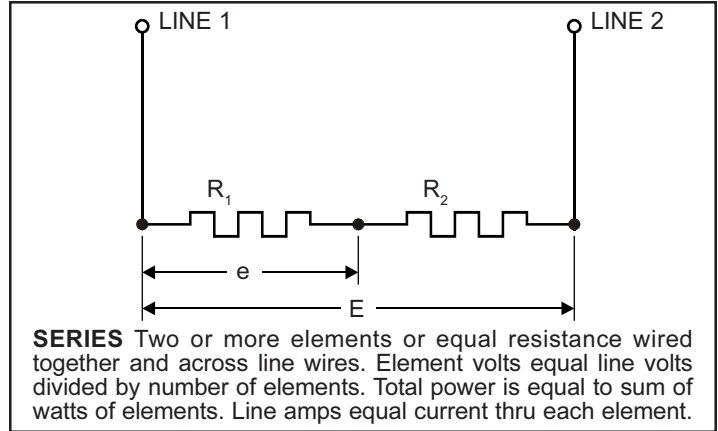 LINE 1 LINE 2
R₁ R₂
e
E
SERIES Two or more elements or equal resistance wired
together and across line wires. Element volts equal line volts
divided by number of elements. Total power is equal to sum of
watts of elements. Line amps equal current thru each element.